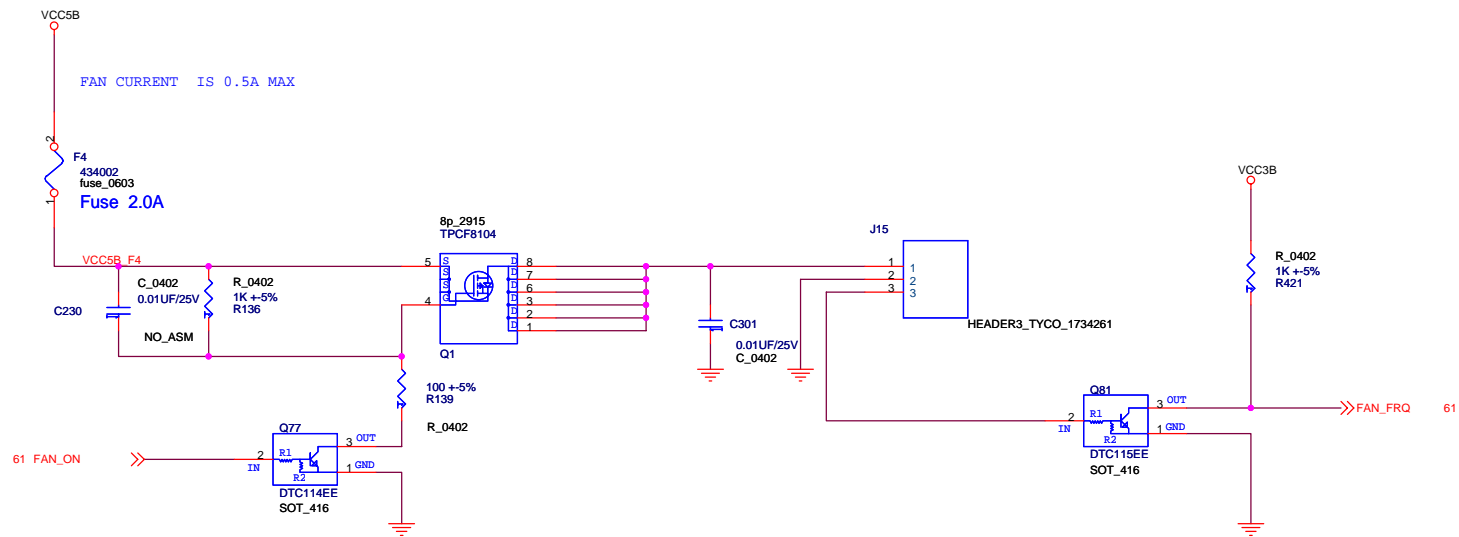 VCC5B
FAN CURRENT  IS 0.5A MAX
2
F4
434002
fuse_0603
Fuse 2.0A
1
VCC5B_F4
C_0402
0.01UF/25V
C230
R_0402
1K +-5%
R136
NO_ASM
8p_2915
TPCF8104
5
4
S
S
S
G
D
D
D
D
D
D
8
7
6
3
2
1
Q1
100 +-5%
R139
R_0402
C301
0.01UF/25V
C_0402
J15
1
2
3
1
2
3
HEADER3_TYCO_1734261
VCC3B
R_0402
1K +-5%
R421
61 FAN_ON
2
IN
Q77
R1
R2
3 OUT
1 GND
DTC114EE
SOT_416
2
IN
Q81
R1
R2
3 OUT
1 GND
DTC115EE
SOT_416
FAN_FRQ 61